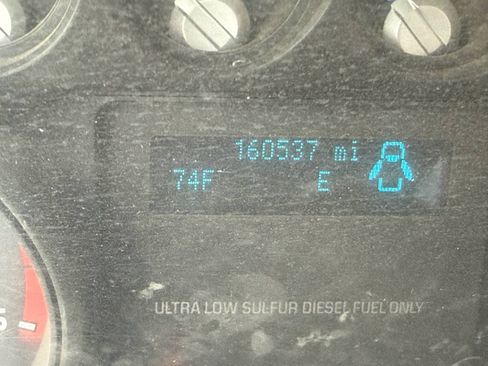 160537 mi
74F E
ULTRA LOW SULFUR DIESEL FUEL ONLY